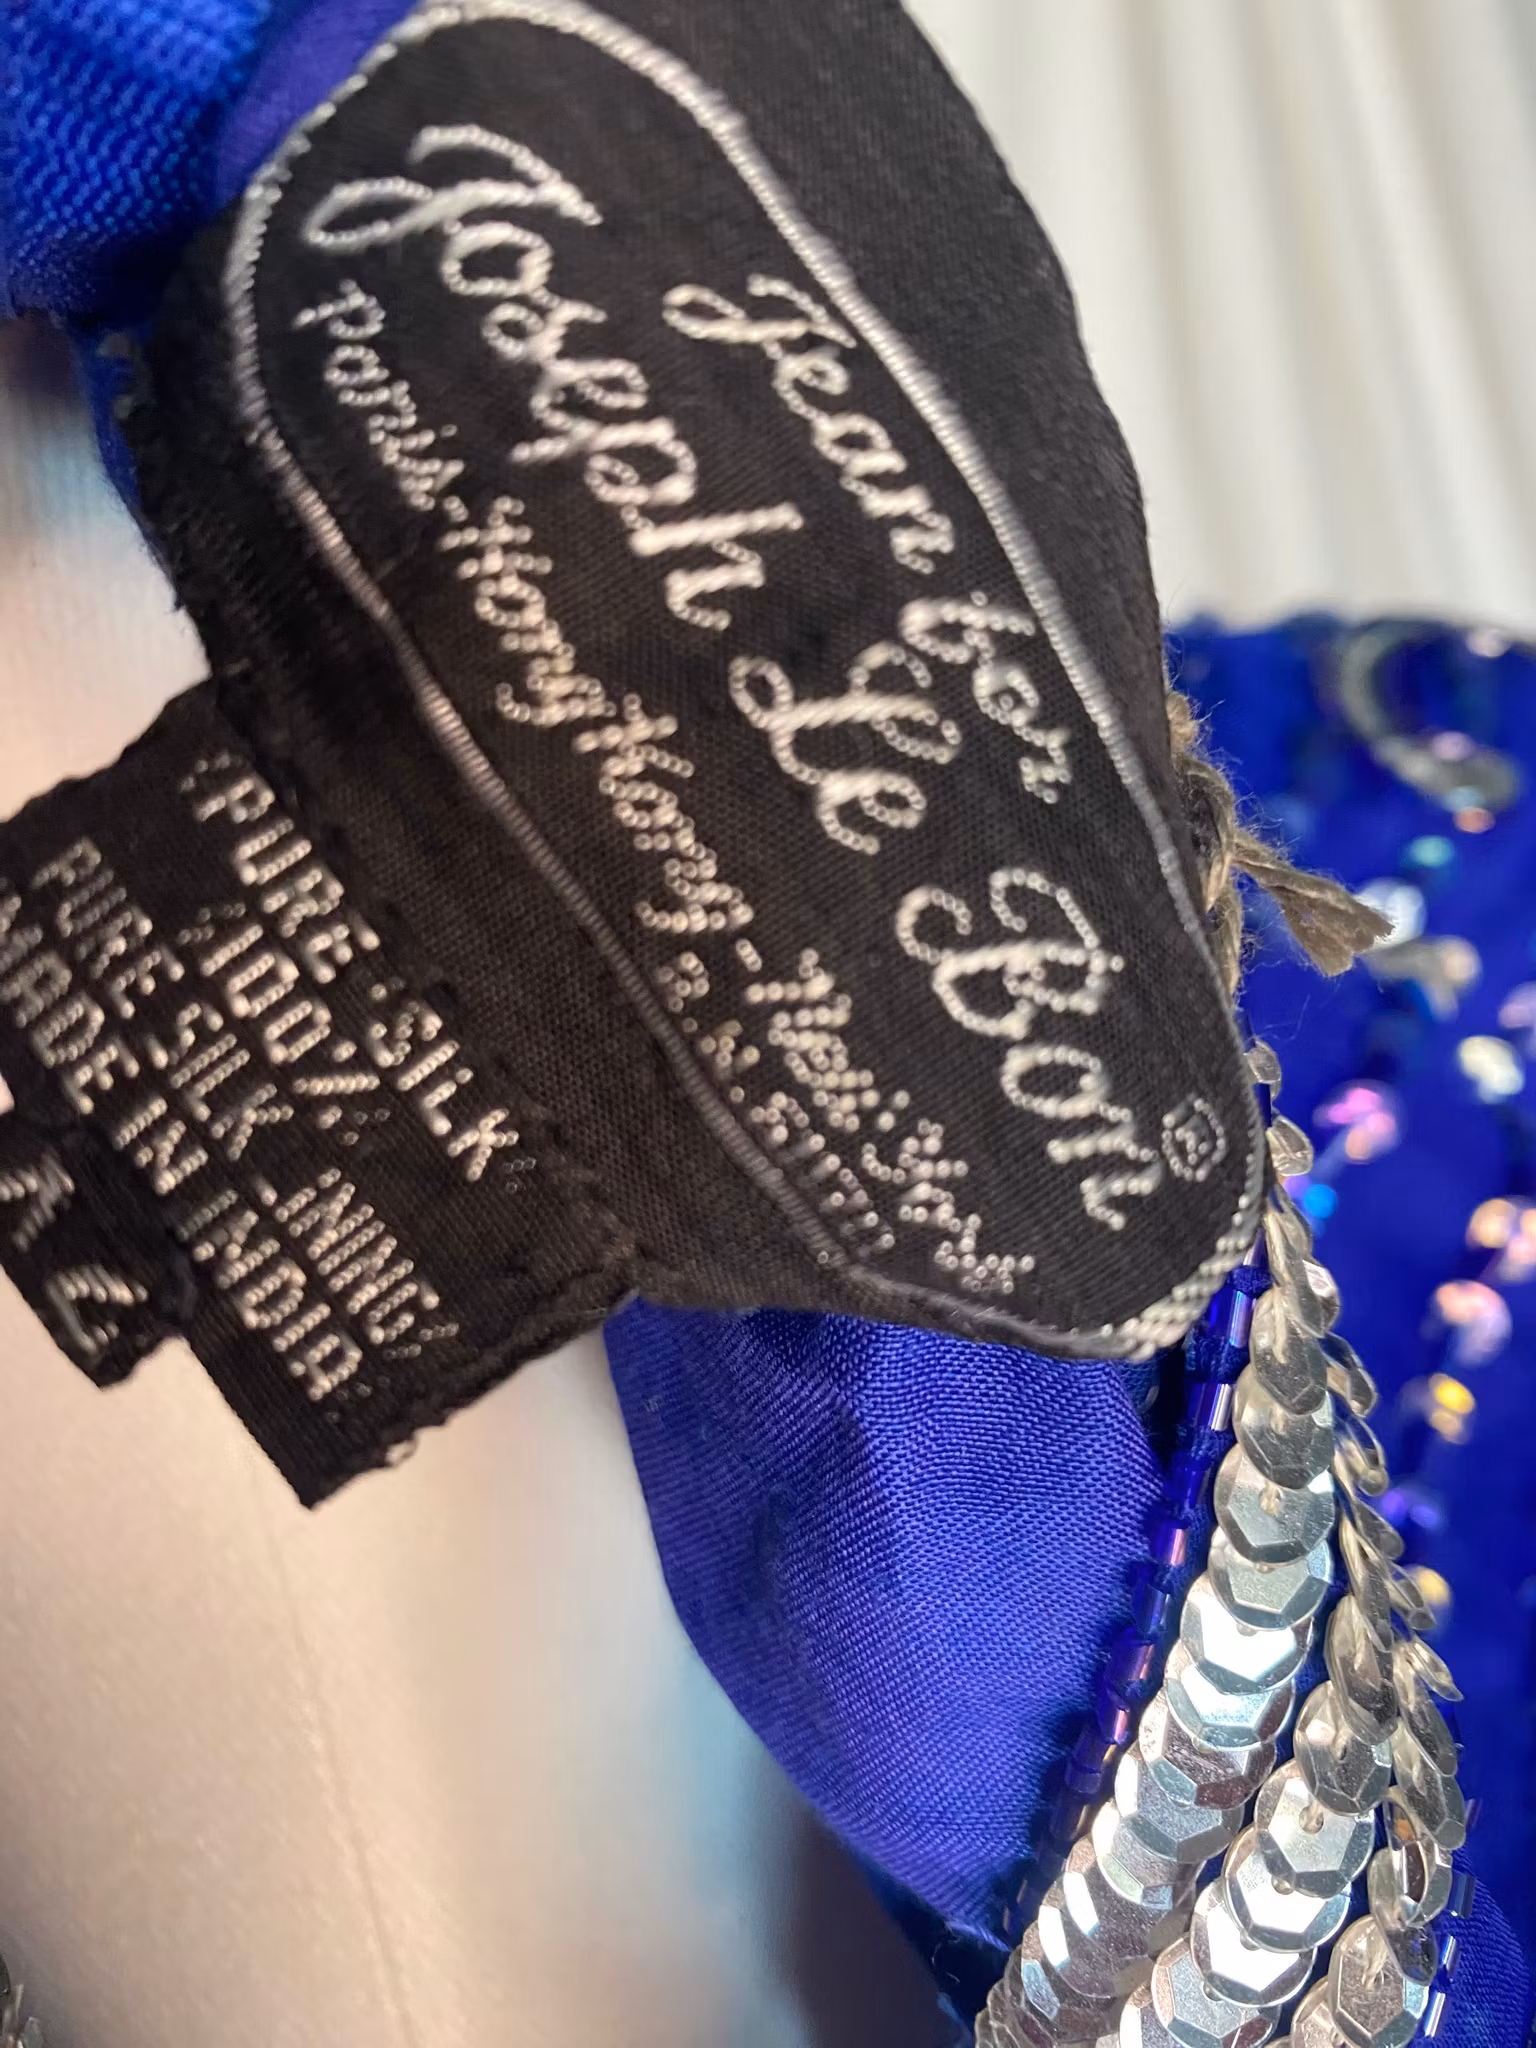 Jean for
Joseph Le Bon ®
Paris-Hong Kong-New York
PURE SILK
100%
PURE SILK LINING
MADE IN INDIA